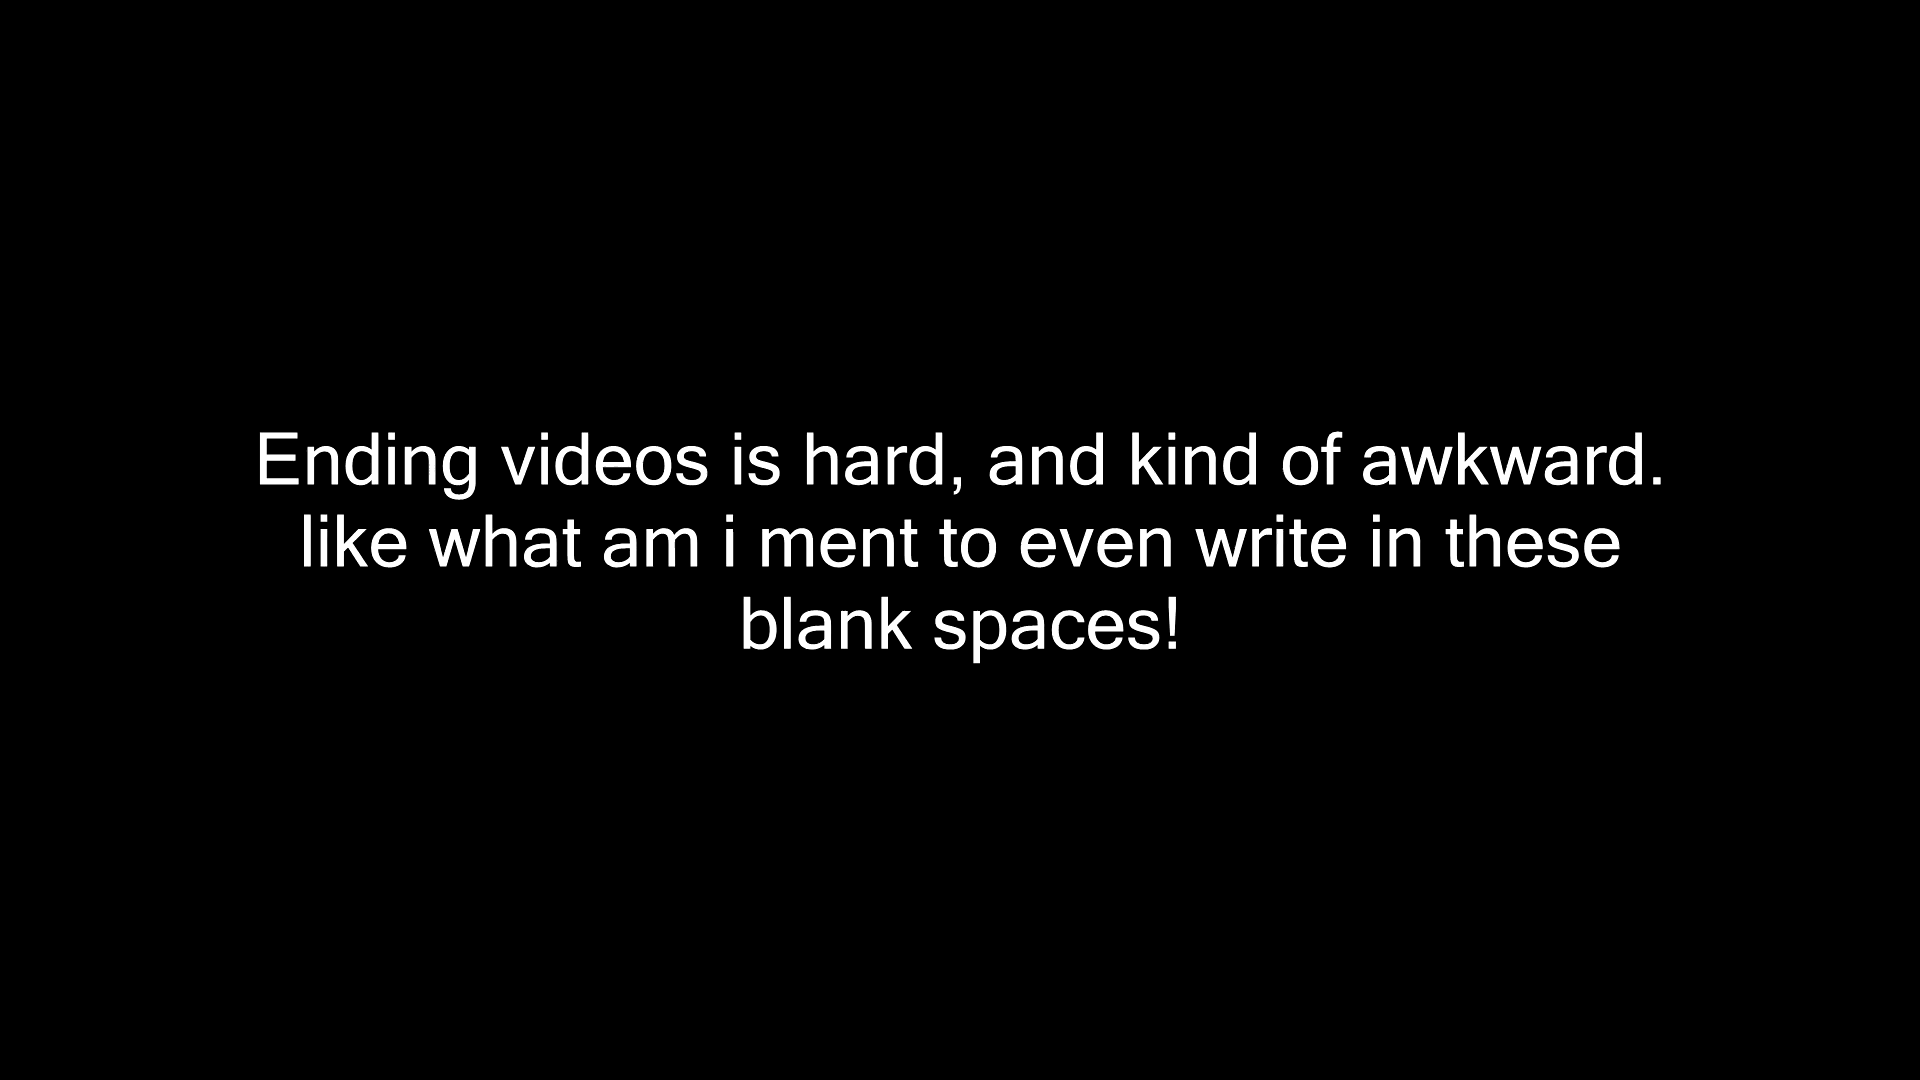 Ending videos is hard, and kind of awkward.
like what am i ment to even write in these
blank spaces!